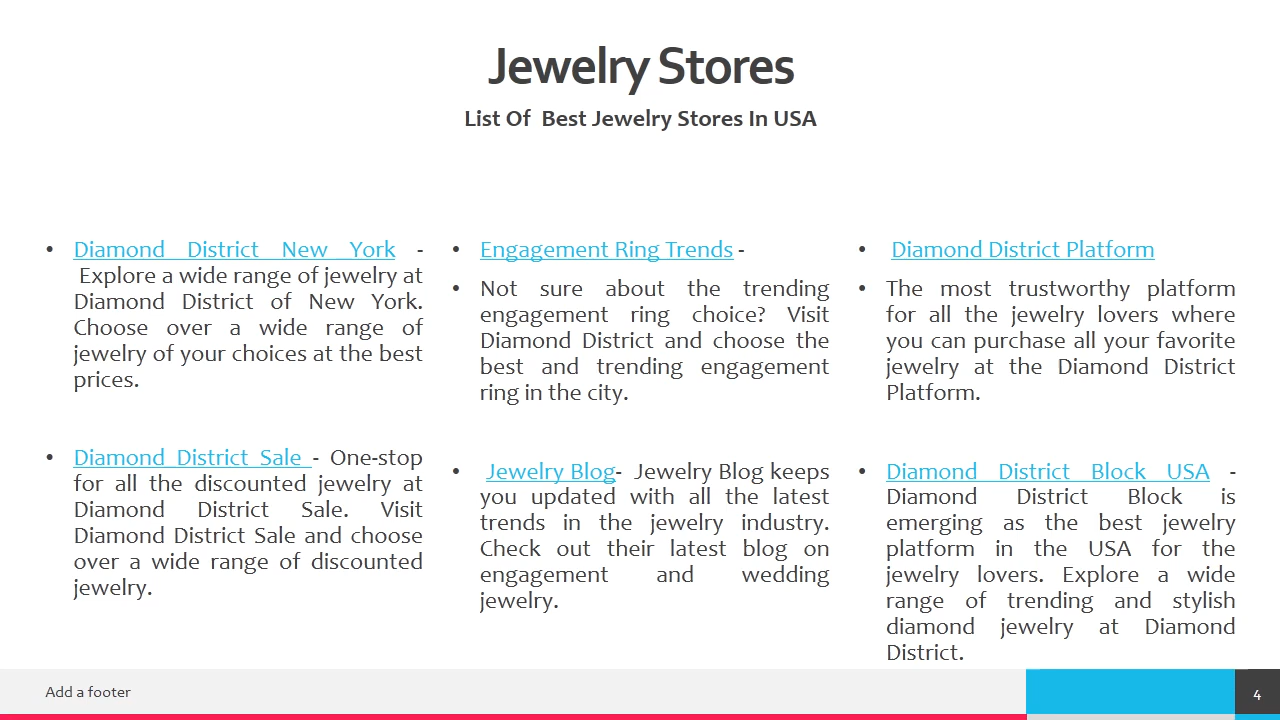 Jewelry Stores
List Of  Best Jewelry Stores In USA
• Diamond District New York -
Explore a wide range of jewelry at
Diamond District of New York.
Choose over a wide range of
jewelry of your choices at the best
prices.
• Diamond District Sale - One-stop
for all the discounted jewelry at
Diamond District Sale. Visit
Diamond District Sale and choose
over a wide range of discounted
jewelry.
• Engagement Ring Trends -
• Not sure about the trending
engagement ring choice? Visit
Diamond District and choose the
best and trending engagement
ring in the city.
• Jewelry Blog-  Jewelry Blog keeps
you updated with all the latest
trends in the jewelry industry.
Check out their latest blog on
engagement and wedding
jewelry.
• Diamond District Platform
• The most trustworthy platform
for all the jewelry lovers where
you can purchase all your favorite
jewelry at the Diamond District
Platform.
• Diamond District Block USA -
Diamond District Block is
emerging as the best jewelry
platform in the USA for the
jewelry lovers. Explore a wide
range of trending and stylish
diamond jewelry at Diamond
District.
Add a footer
4